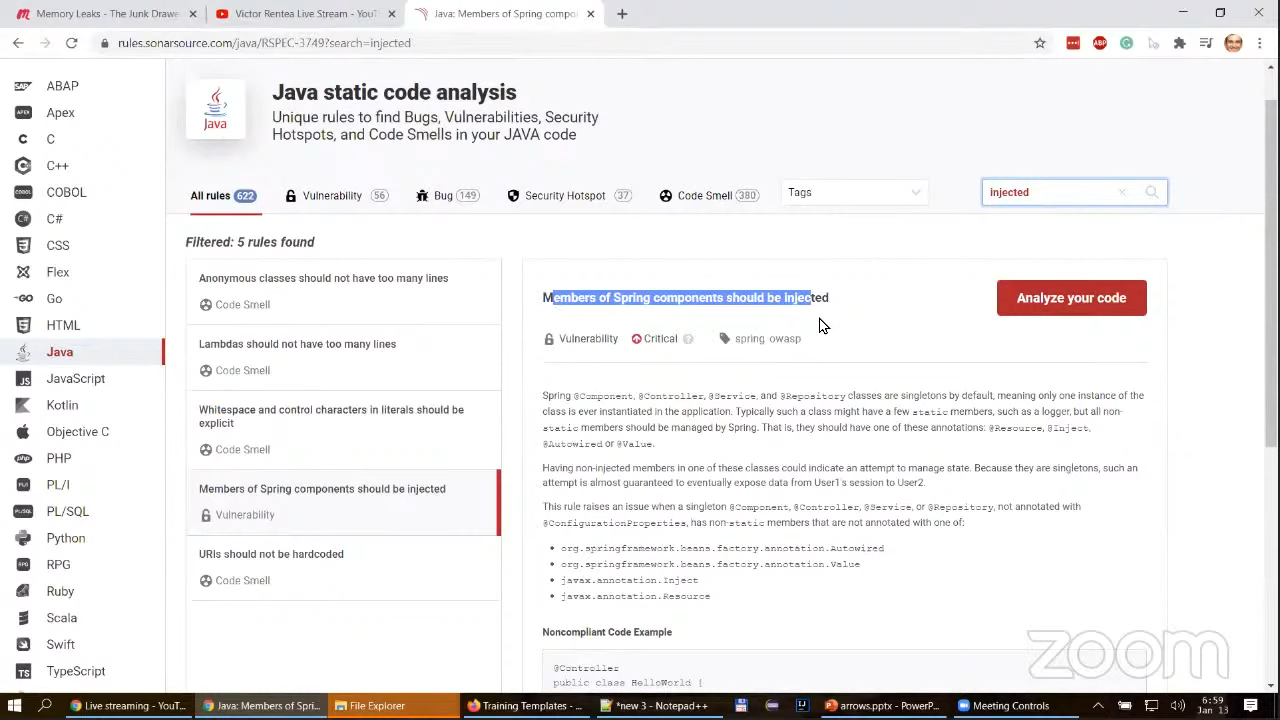 Memory Leaks - The Junk Drawe
Victor Rentea Live Stream - YouT
Java: Members of Spring compo
rules.sonarsource.com/java/RSPEC-3749?search=injected
ABP
ABAP
Apex
C
C++
COBOL
C#
CSS
Flex
Go
HTML
Java
JavaScript
Kotlin
Objective C
PHP
PL/I
PL/SQL
Python
RPG
Ruby
Scala
Swift
TypeScript
Java
Java static code analysis
Unique rules to find Bugs, Vulnerabilities, Security
Hotspots, and Code Smells in your JAVA code
All rules 622
Vulnerability 56
Bug 149
Security Hotspot 37
Code Smell 380
Tags
injected
Filtered: 5 rules found
Anonymous classes should not have too many lines
Code Smell
Lambdas should not have too many lines
Code Smell
Whitespace and control characters in literals should be
explicit
Code Smell
Members of Spring components should be injected
Vulnerability
URIs should not be hardcoded
Code Smell
Members of Spring components should be injected
Analyze your code
Vulnerability Critical ? spring owasp
Spring @Component, @Controller, @Service, and @Repository classes are singletons by default, meaning only one instance of the
class is ever instantiated in the application. Typically such a class might have a few static members, such as a logger, but all non-
static members should be managed by Spring. That is, they should have one of these annotations: @Resource, @Inject,
@Autowired or @Value.
Having non-injected members in one of these classes could indicate an attempt to manage state. Because they are singletons, such an
attempt is almost guaranteed to eventually expose data from User1's session to User2.
This rule raises an issue when a singleton @Component, @Controller, @Service, or @Repository, not annotated with
@ConfigurationProperties, has non-static members that are not annotated with one of:
• org.springframework.beans.factory.annotation.Autowired
• org.springframework.beans.factory.annotation.Value
• javax.annotation.Inject
• javax.annotation.Resource
Noncompliant Code Example
@Controller
public class HelloWorld {
zoom
Live streaming - YouT...
Java: Members of Spri...
File Explorer
Training Templates - ...
*new 3 - Notepad++
arrows.pptx - PowerP...
Meeting Controls
6:59
Jan 13